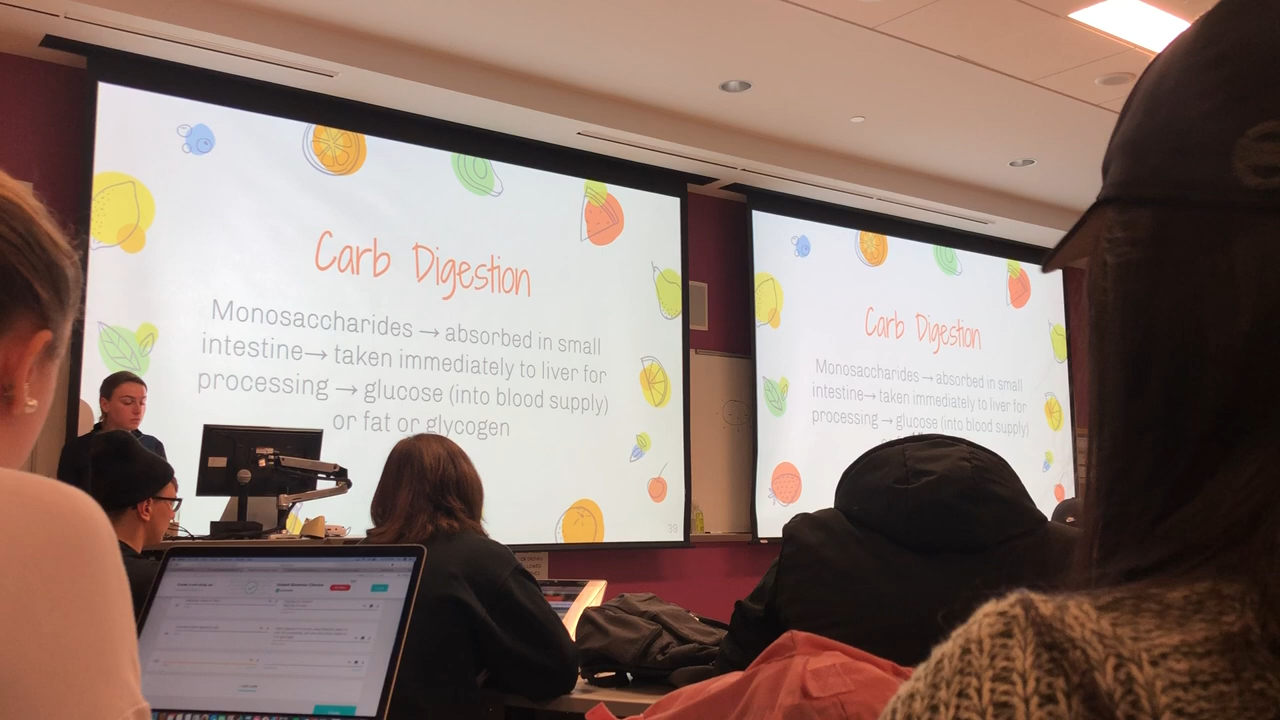 Carb Digestion
Monosaccharides → absorbed in small
intestine→ taken immediately to liver for
processing → glucose (into blood supply)
or fat or glycogen
39
Carb Digestion
Monosaccharides → absorbed in small
intestine→ taken immediately to liver for
processing → glucose (into blood supply)